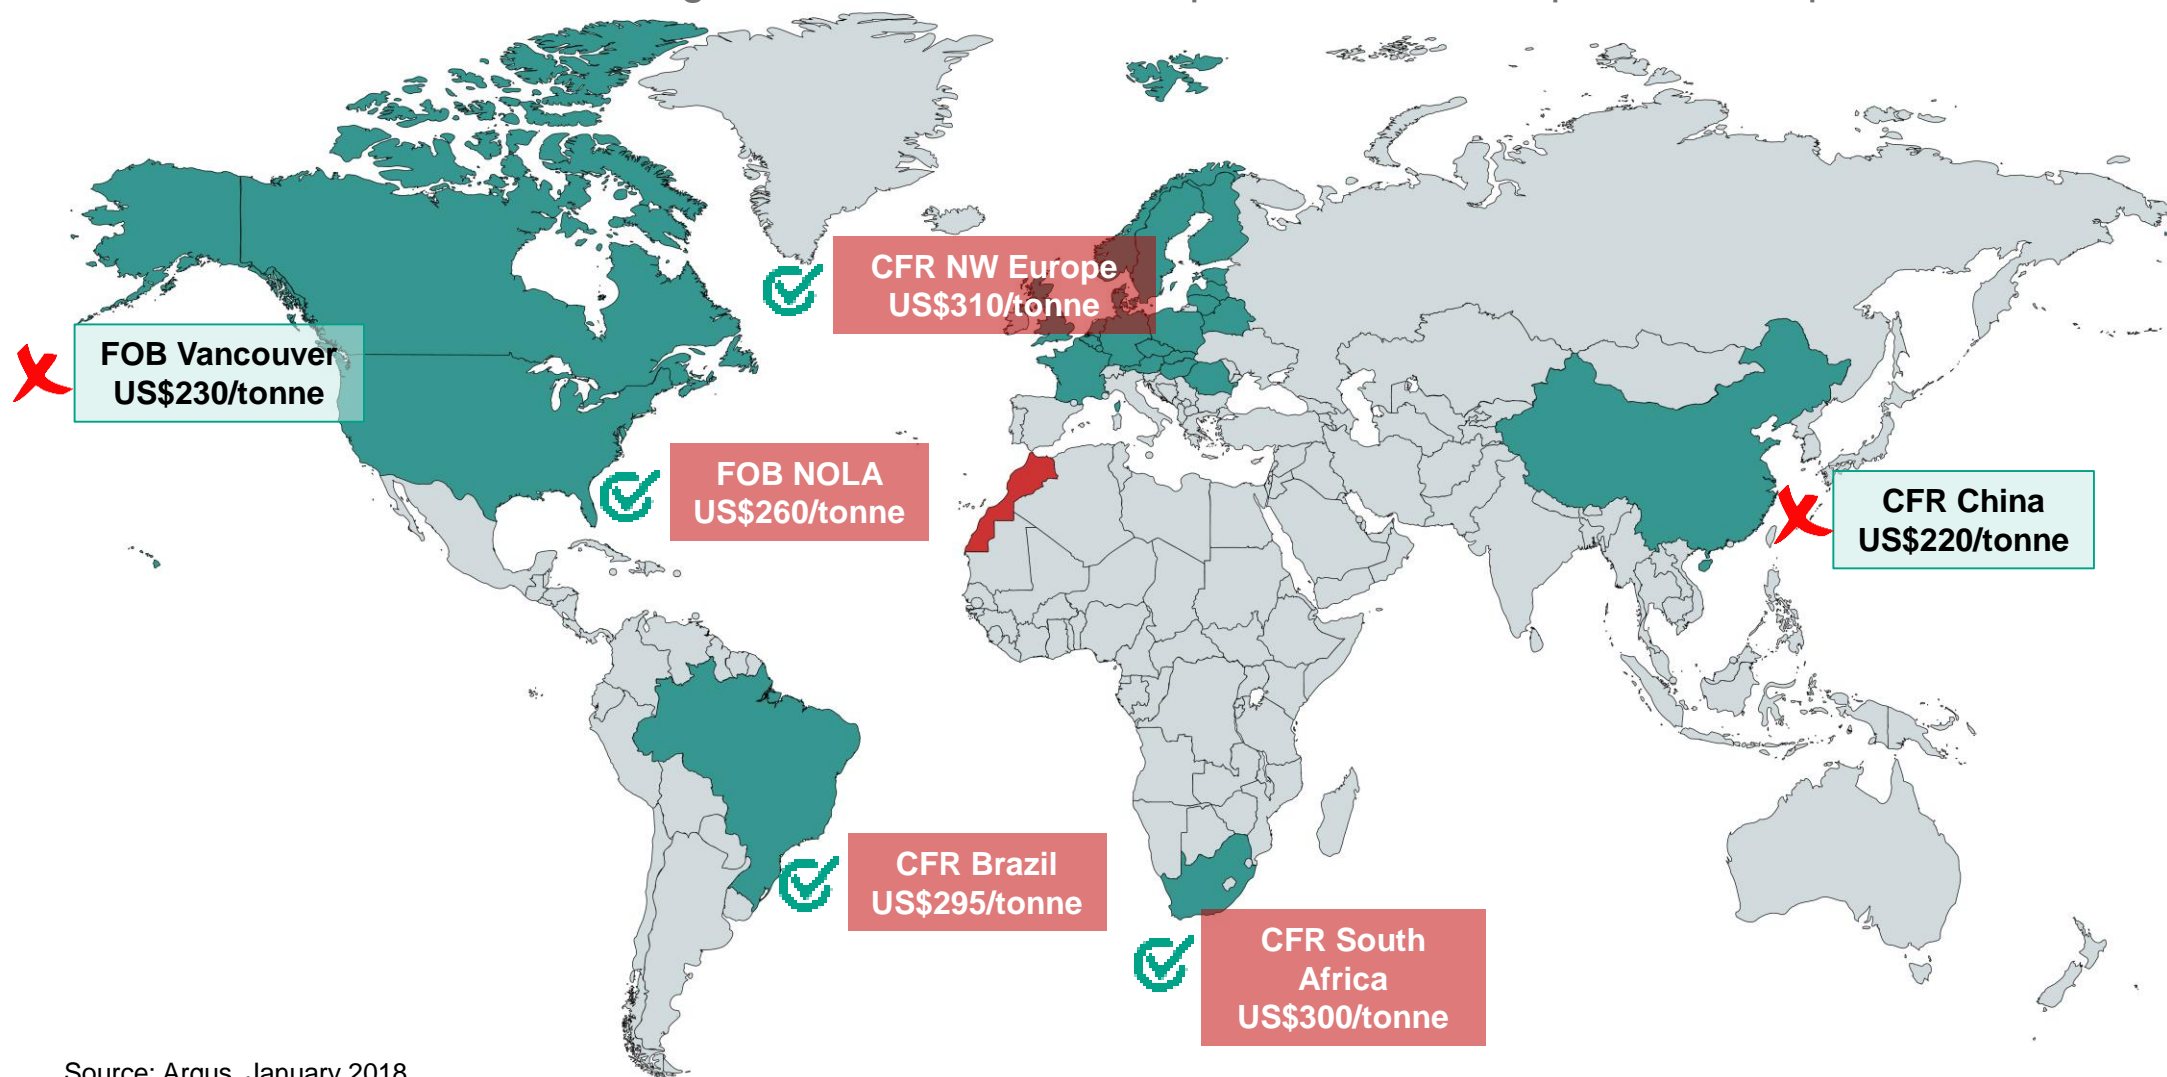 CFR NW Europe
US$310/tonne
FOB Vancouver
US$230/tonne
FOB NOLA
US$260/tonne
CFR China
US$220/tonne
CFR Brazil
US$295/tonne
CFR South
Africa
US$300/tonne
Source: Argus, January 2018